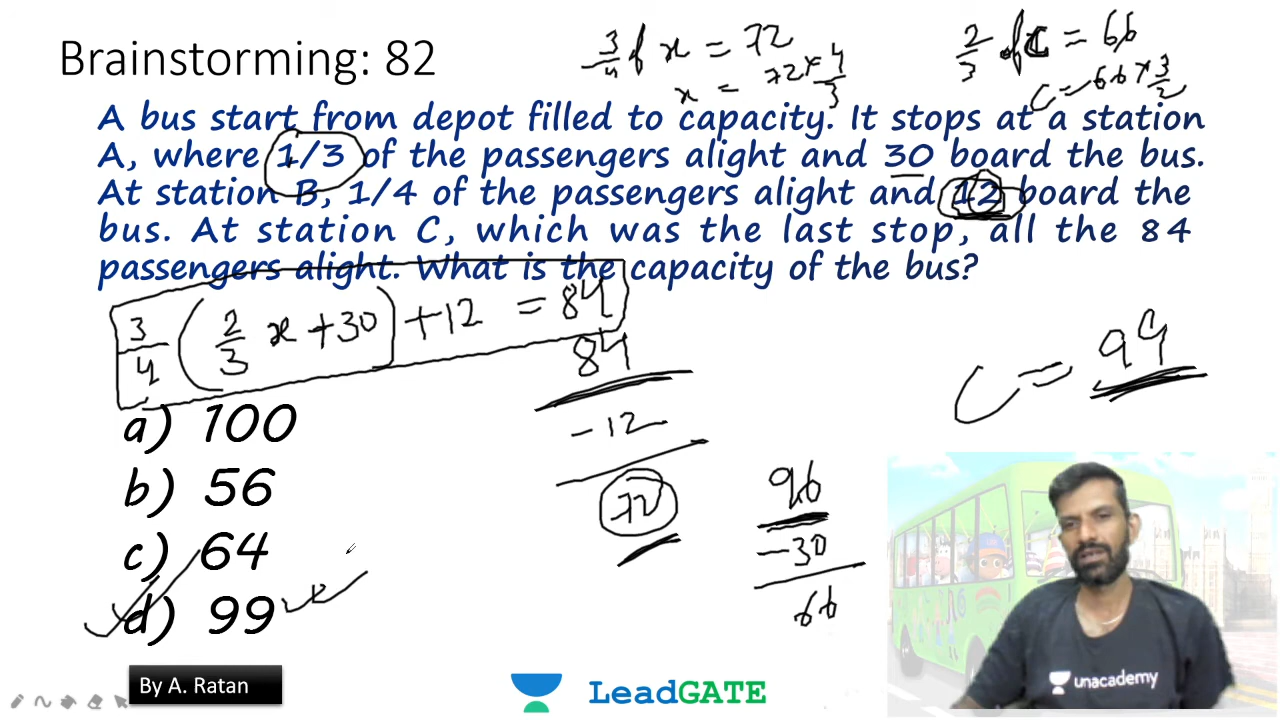 Brainstorming: 82
3/4 of x = 72
x = 72 × 4/3
2/3 of C = 66
C = 66 × 3/2
A bus start from depot filled to capacity. It stops at a station
A, where 1/3 of the passengers alight and 30 board the bus.
At station B, 1/4 of the passengers alight and 12 board the
bus. At station C, which was the last stop, all the 84
passengers alight. What is the capacity of the bus?
3/4 (2/3 x + 30) + 12 = 84
84
- 12
72
96
- 30
66
C = 99
a) 100
b) 56
c) 64
d) 99
By A. Ratan
LeadGATE
unacademy